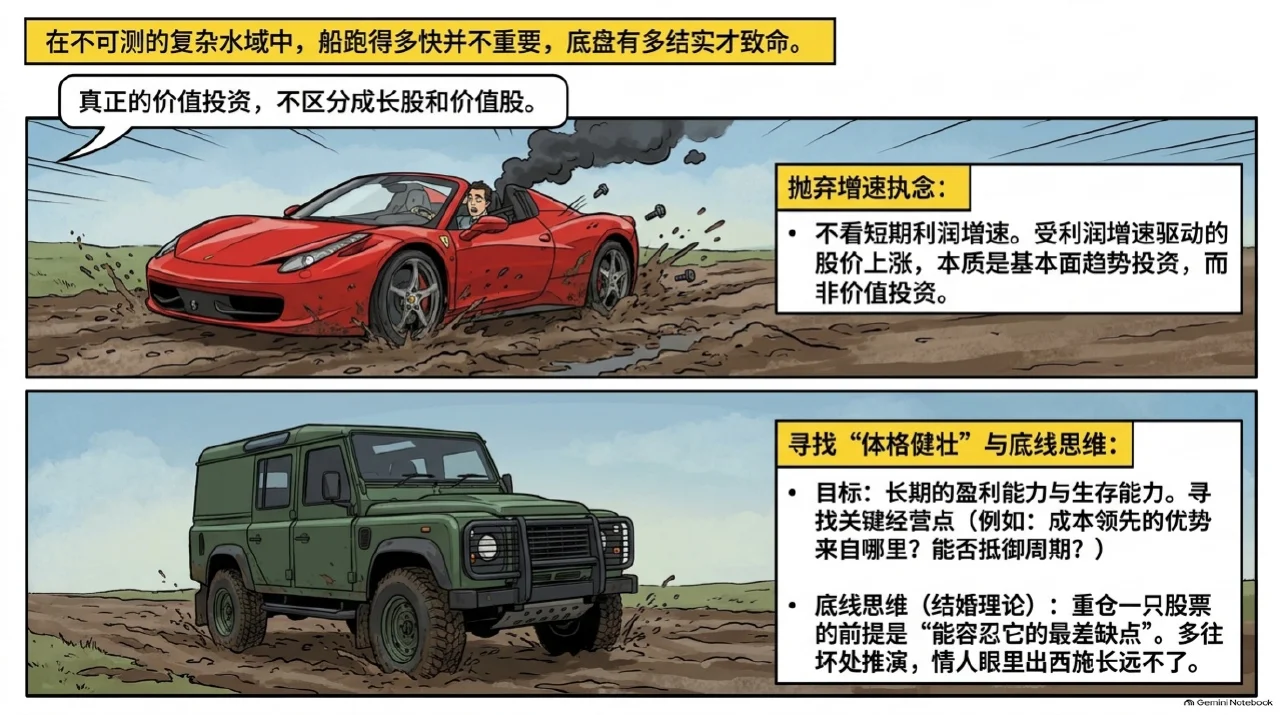 在不可测的复杂水域中，船跑得多快并不重要，底盘有多结实才致命。
真正的价值投资，不区分成长股和价值股。
抛弃增速执念：
• 不看短期利润增速。受利润增速驱动的
股价上涨，本质是基本面趋势投资，而
非价值投资。
寻找“体格健壮”与底线思维：
• 目标：长期的盈利能力与生存能力。寻
找关键经营点（例如：成本领先的优势
来自哪里？能否抵御周期？）
• 底线思维（结婚理论）：重仓一只股票
的前提是“能容忍它的最差缺点”。多往
坏处推演，情人眼里出西施长远不了。
Gemini Notebook